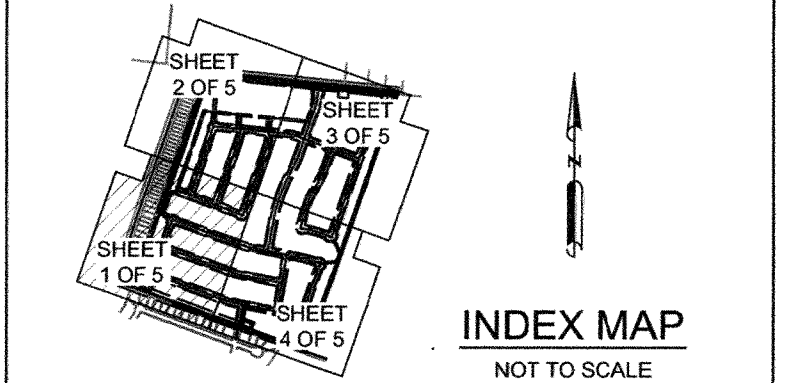 SHEET
2 OF 5
SHEET
3 OF 5
SHEET
1 OF 5
SHEET
4 OF 5
N
INDEX MAP
NOT TO SCALE